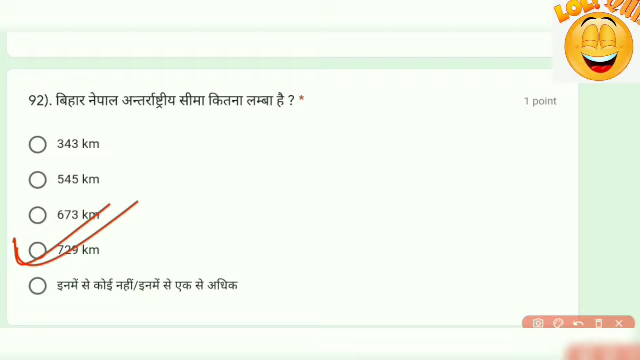 LOL!
92). बिहार नेपाल अन्तर्राष्ट्रीय सीमा कितना लम्बा है ? *
1 point
343 km
545 km
673 km
729 km
इनमें से कोई नहीं/इनमें से एक से अधिक